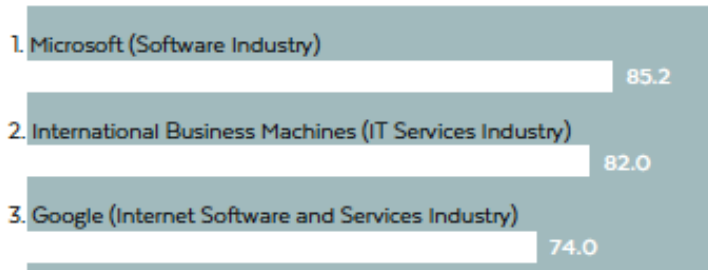 1. Microsoft (Software Industry)
85.2
2. International Business Machines (IT Services Industry)
82.0
3. Google (Internet Software and Services Industry)
74.0